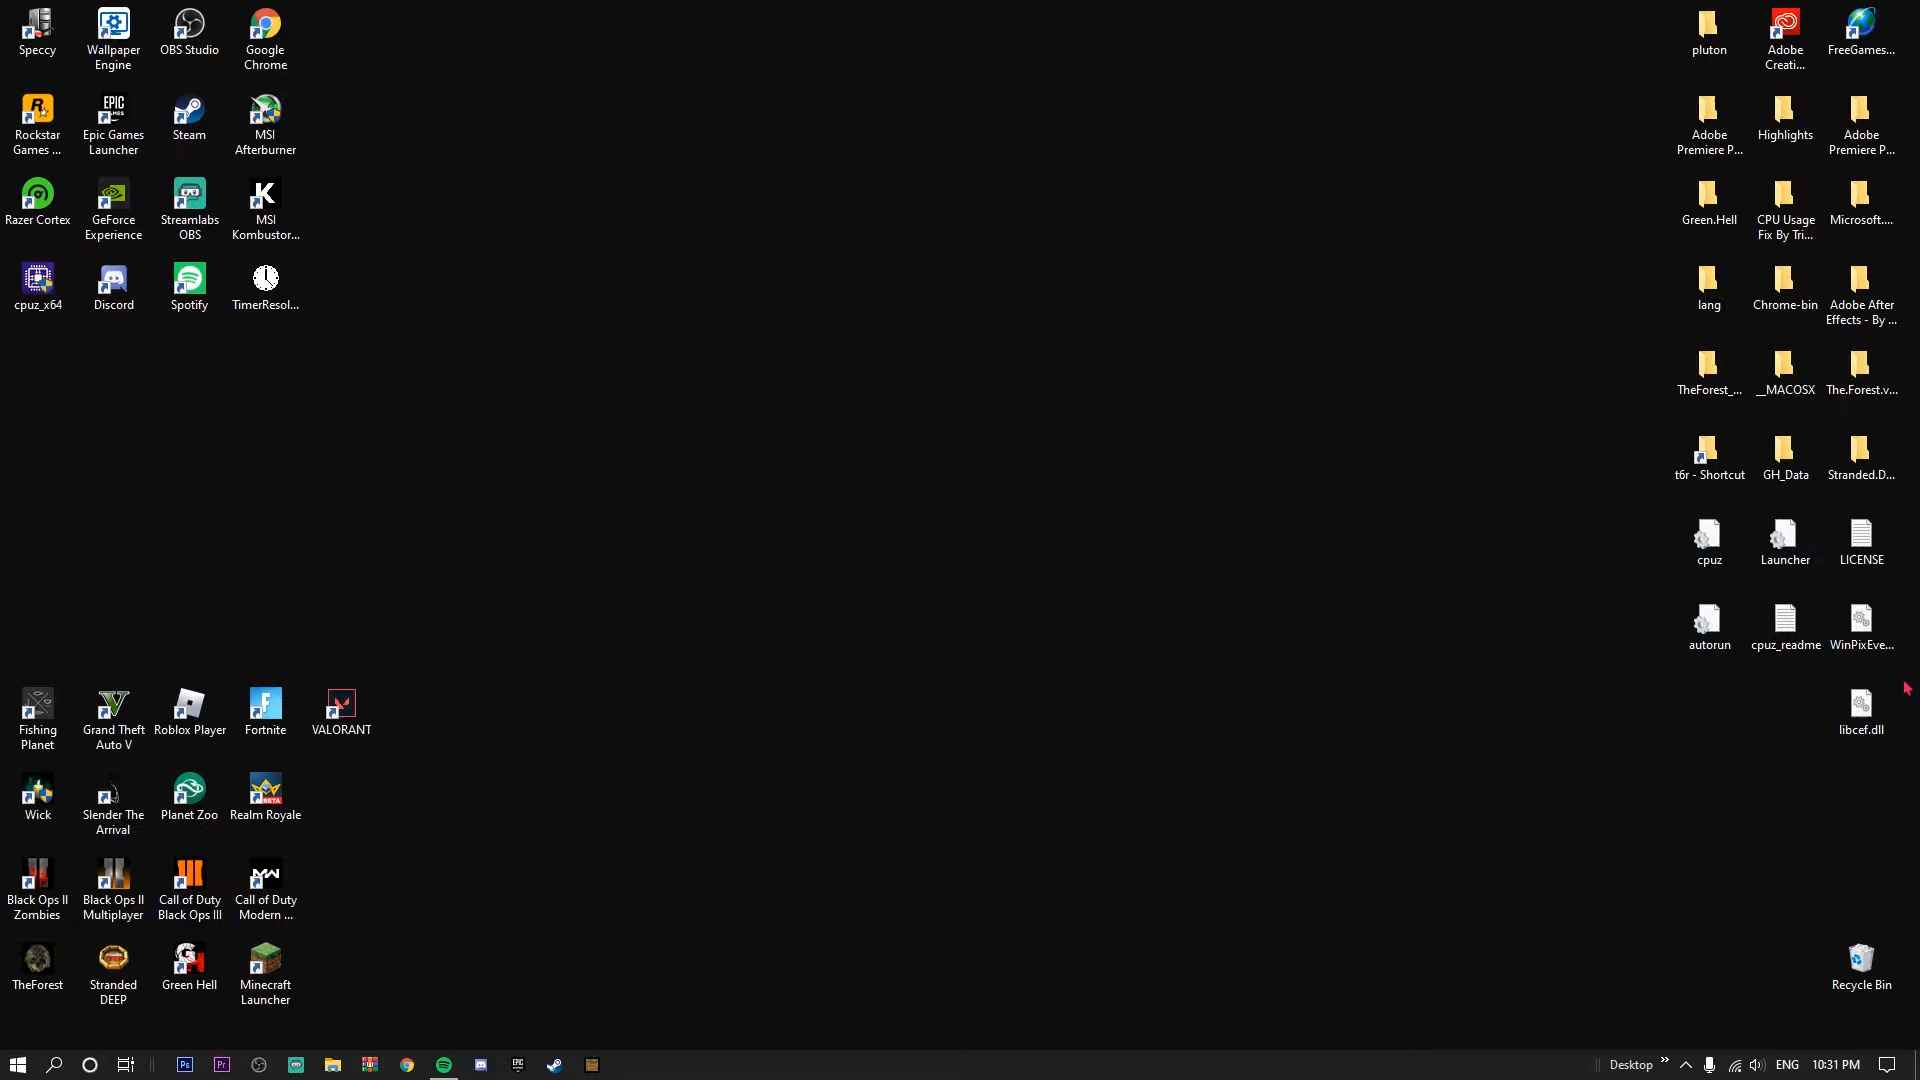 Speccy
Wallpaper
Engine
OBS Studio
Google
Chrome
Rockstar
Games ...
Epic Games
Launcher
Steam
MSI
Afterburner
Razer Cortex
GeForce
Experience
Streamlabs
OBS
MSI
Kombustor...
cpuz_x64
Discord
Spotify
TimerResol...
pluton
Adobe
Creati...
FreeGames...
Adobe
Premiere P...
Highlights
Adobe
Premiere P...
Green.Hell
CPU Usage
Fix By Tri...
Microsoft....
lang
Chrome-bin
Adobe After
Effects - By ...
TheForest_...
__MACOSX
The.Forest.v...
t6r - Shortcut
GH_Data
Stranded.D...
cpuz
Launcher
LICENSE
autorun
cpuz_readme
WinPixEve...
libcef.dll
Fishing
Planet
Grand Theft
Auto V
Roblox Player
Fortnite
VALORANT
Wick
Slender The
Arrival
Planet Zoo
Realm Royale
Black Ops II
Zombies
Black Ops II
Multiplayer
Call of Duty
Black Ops III
Call of Duty
Modern ...
TheForest
Stranded
DEEP
Green Hell
Minecraft
Launcher
Recycle Bin
Desktop
ENG
10:31 PM